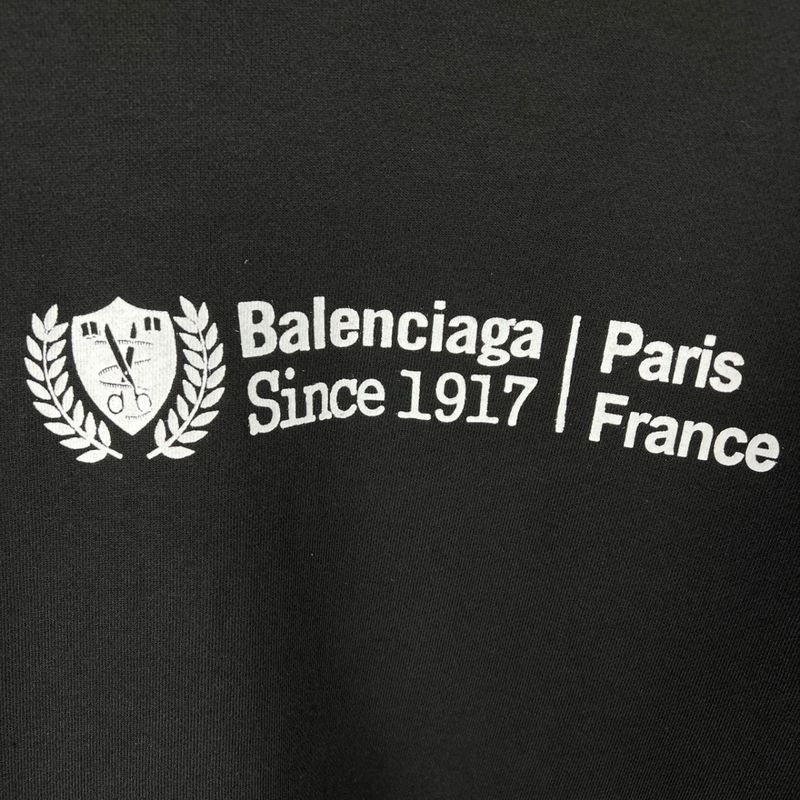 Balenciaga
Since 1917
Paris
France